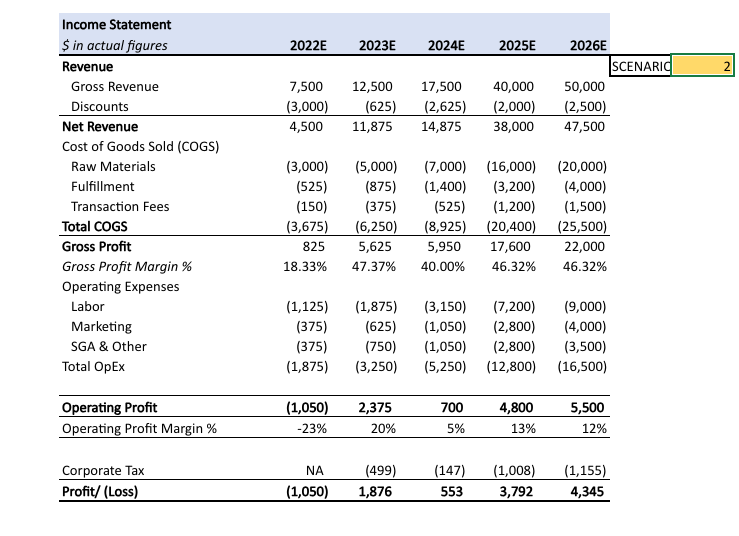 Income Statement
$ in actual figures 2022E 2023E 2024E 2025E 2026E
Revenue SCENARIO 2
Gross Revenue 7,500 12,500 17,500 40,000 50,000
Discounts (3,000) (625) (2,625) (2,000) (2,500)
Net Revenue 4,500 11,875 14,875 38,000 47,500
Cost of Goods Sold (COGS)
Raw Materials (3,000) (5,000) (7,000) (16,000) (20,000)
Fulfillment (525) (875) (1,400) (3,200) (4,000)
Transaction Fees (150) (375) (525) (1,200) (1,500)
Total COGS (3,675) (6,250) (8,925) (20,400) (25,500)
Gross Profit 825 5,625 5,950 17,600 22,000
Gross Profit Margin % 18.33% 47.37% 40.00% 46.32% 46.32%
Operating Expenses
Labor (1,125) (1,875) (3,150) (7,200) (9,000)
Marketing (375) (625) (1,050) (2,800) (4,000)
SGA & Other (375) (750) (1,050) (2,800) (3,500)
Total OpEx (1,875) (3,250) (5,250) (12,800) (16,500)
Operating Profit (1,050) 2,375 700 4,800 5,500
Operating Profit Margin % -23% 20% 5% 13% 12%
Corporate Tax NA (499) (147) (1,008) (1,155)
Profit/ (Loss) (1,050) 1,876 553 3,792 4,345